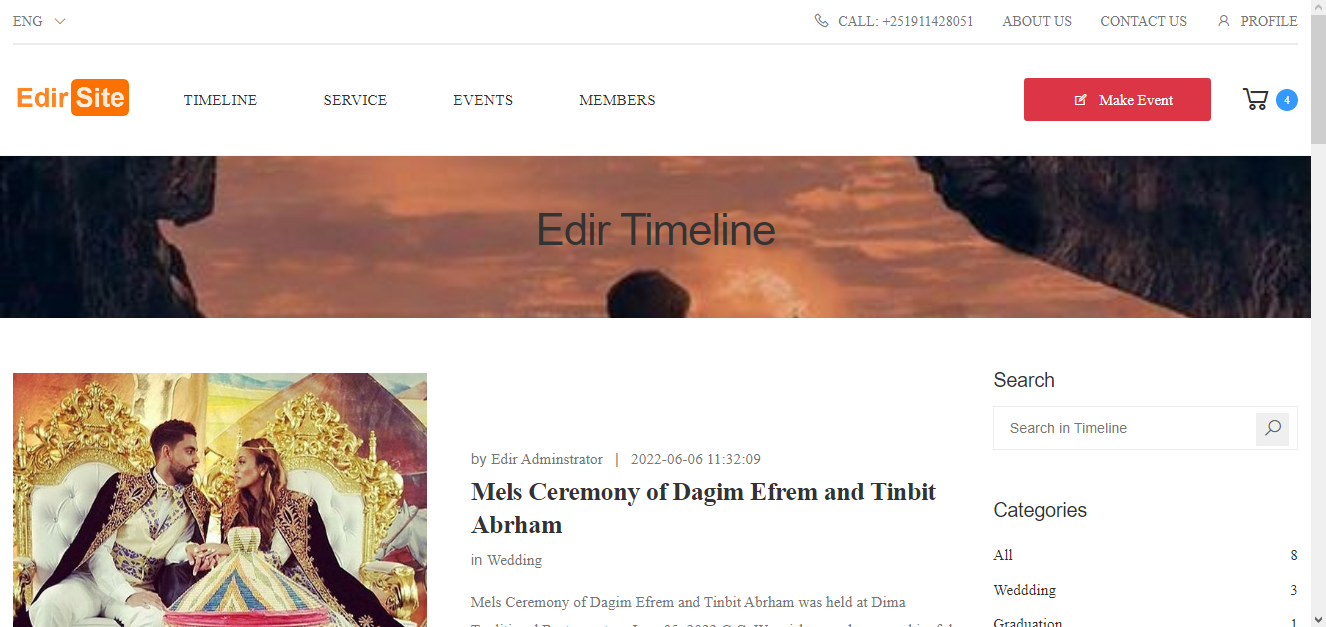 ENG
CALL: +251911428051
ABOUT US
CONTACT US
PROFILE
Edir Site
TIMELINE
SERVICE
EVENTS
MEMBERS
Make Event
4
Edir Timeline
by Edir Adminstrator | 2022-06-06 11:32:09
Mels Ceremony of Dagim Efrem and Tinbit
Abrham
in Wedding
Mels Ceremony of Dagim Efrem and Tinbit Abrham was held at Dima
Search
Search in Timeline
Categories
All 8
Weddding 3
Graduation 1